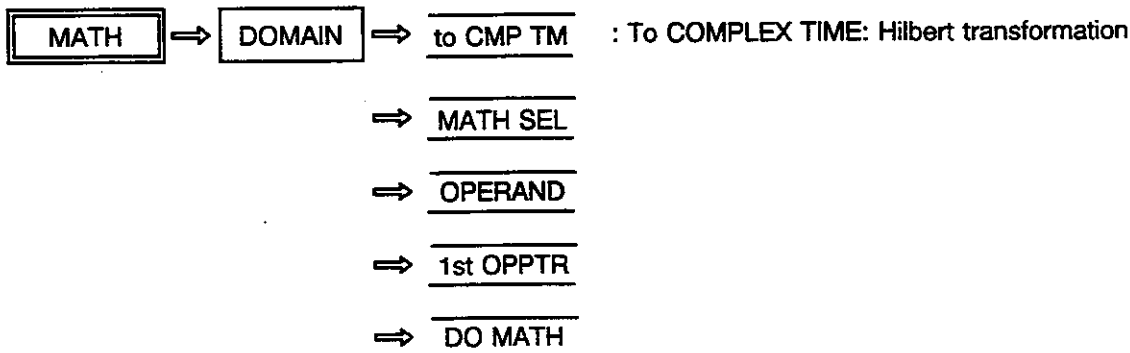 MATH ⇒ DOMAIN ⇒ to CMP TM : To COMPLEX TIME: Hilbert transformation
⇒ MATH SEL
⇒ OPERAND
⇒ 1st OPPTR
⇒ DO MATH